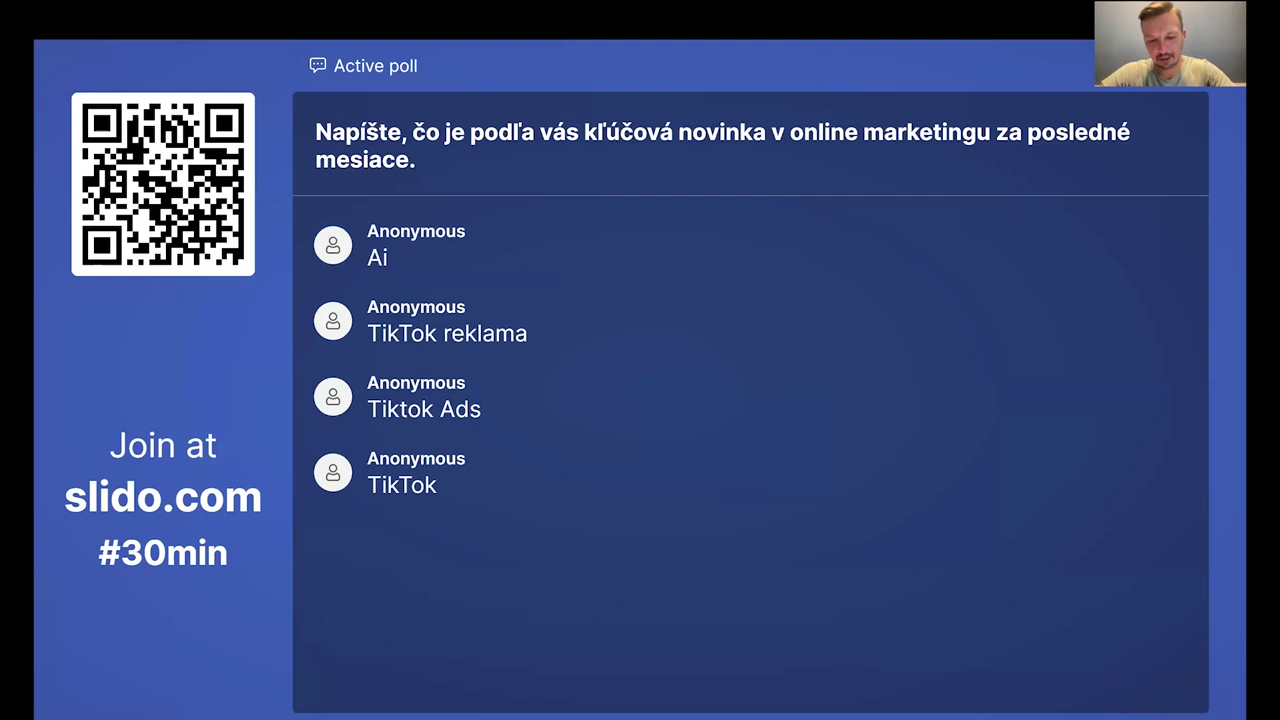 Active poll
Napíšte, čo je podľa vás kľúčová novinka v online marketingu za posledné
mesiace.
Anonymous
Ai
Anonymous
TikTok reklama
Anonymous
Tiktok Ads
Anonymous
TikTok
Join at
slido.com
#30min